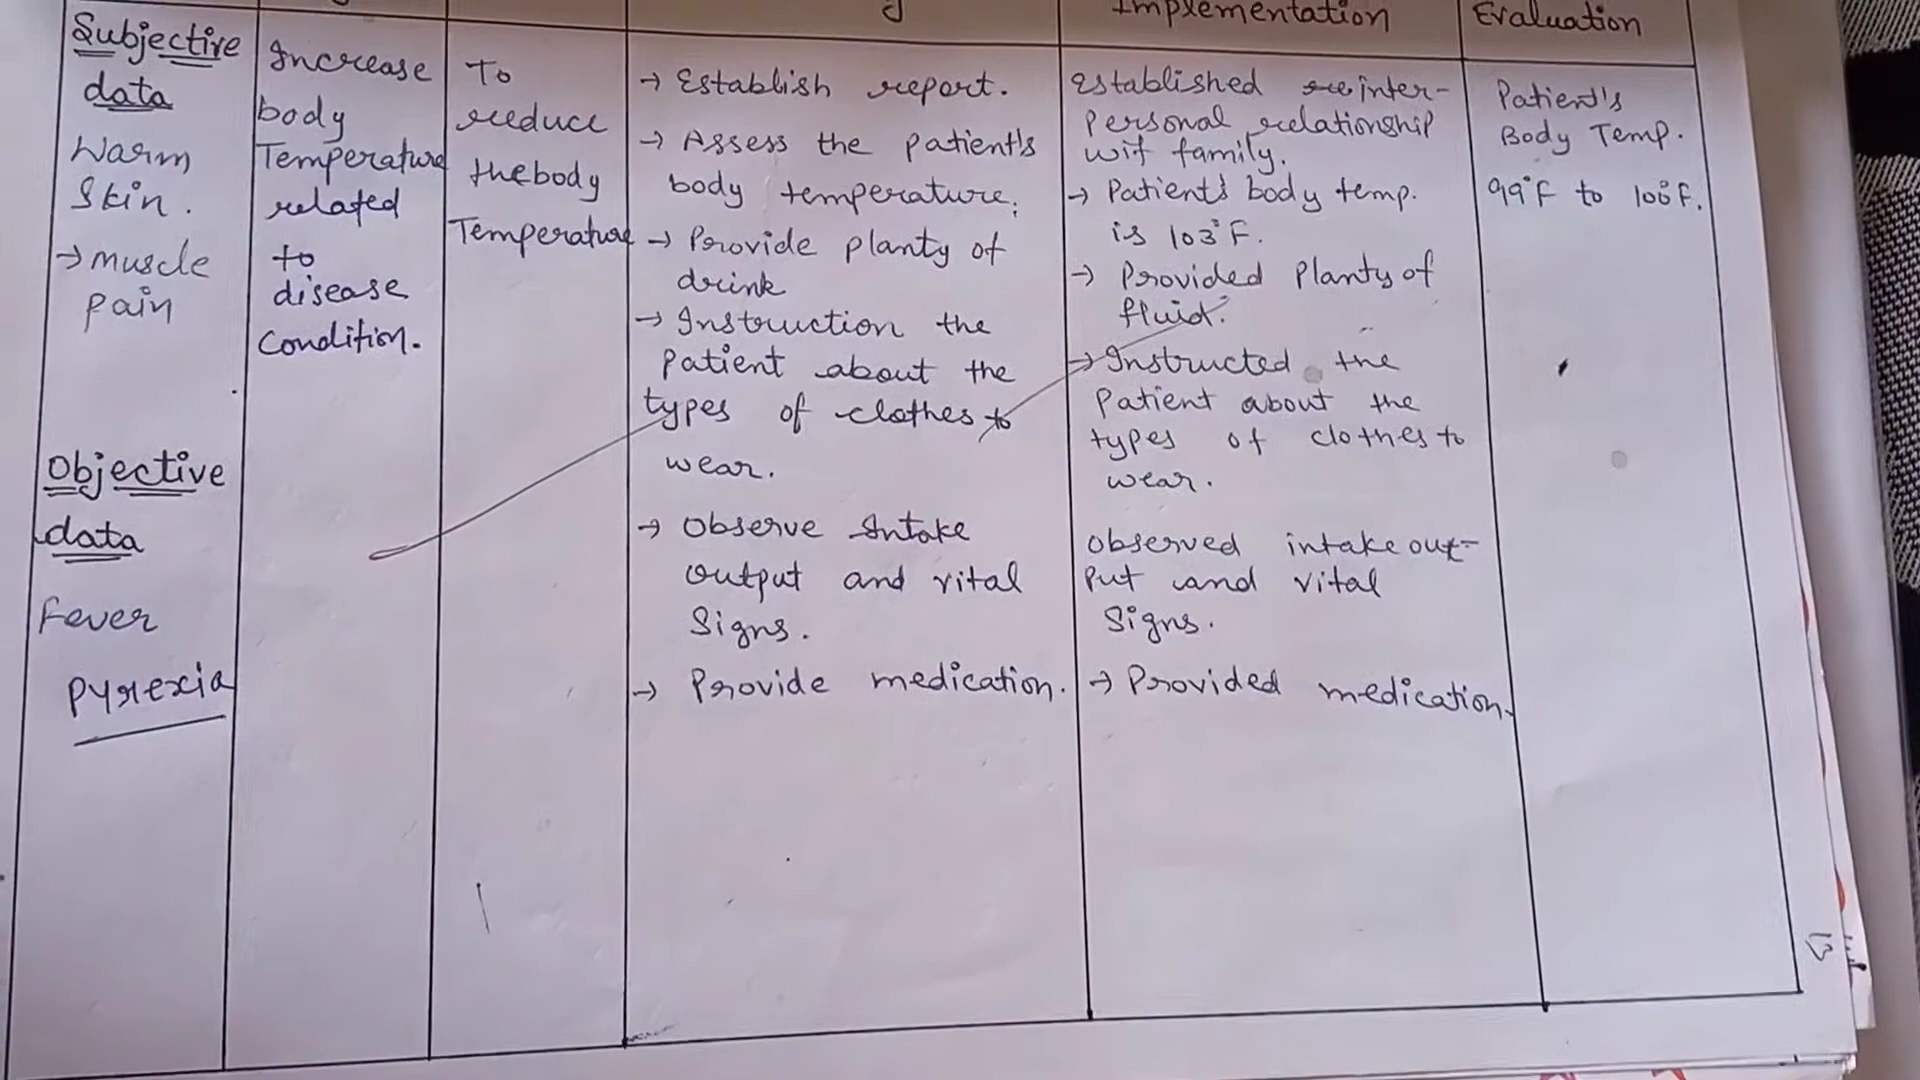 Implementation
Evaluation
Subjective
data
Warm
Skin.
→ muscle
Pain
Objective
data
Fever
Pyrexia
Increase
body
Temperature
related
to
disease
Condition.
To
reduce
thebody
Temperature
→ Establish report.
→ Assess the patient's
body temperature.
→ Provide planty of
drink
→ Instruction the
Patient about the
types of clothes to
wear.
→ Observe Intake
output and vital
Signs.
→ Provide medication.
established inter-
Personal relationship
wit family.
→ Patient's body temp.
is 103°F.
→ Provided Planty of
fluid.
→ Instructed the
Patient about the
types of clothes to
wear.
observed intake out-
Put and vital
Signs.
→ Provided medication.
Patient's
Body Temp.
99°F to 100°F.